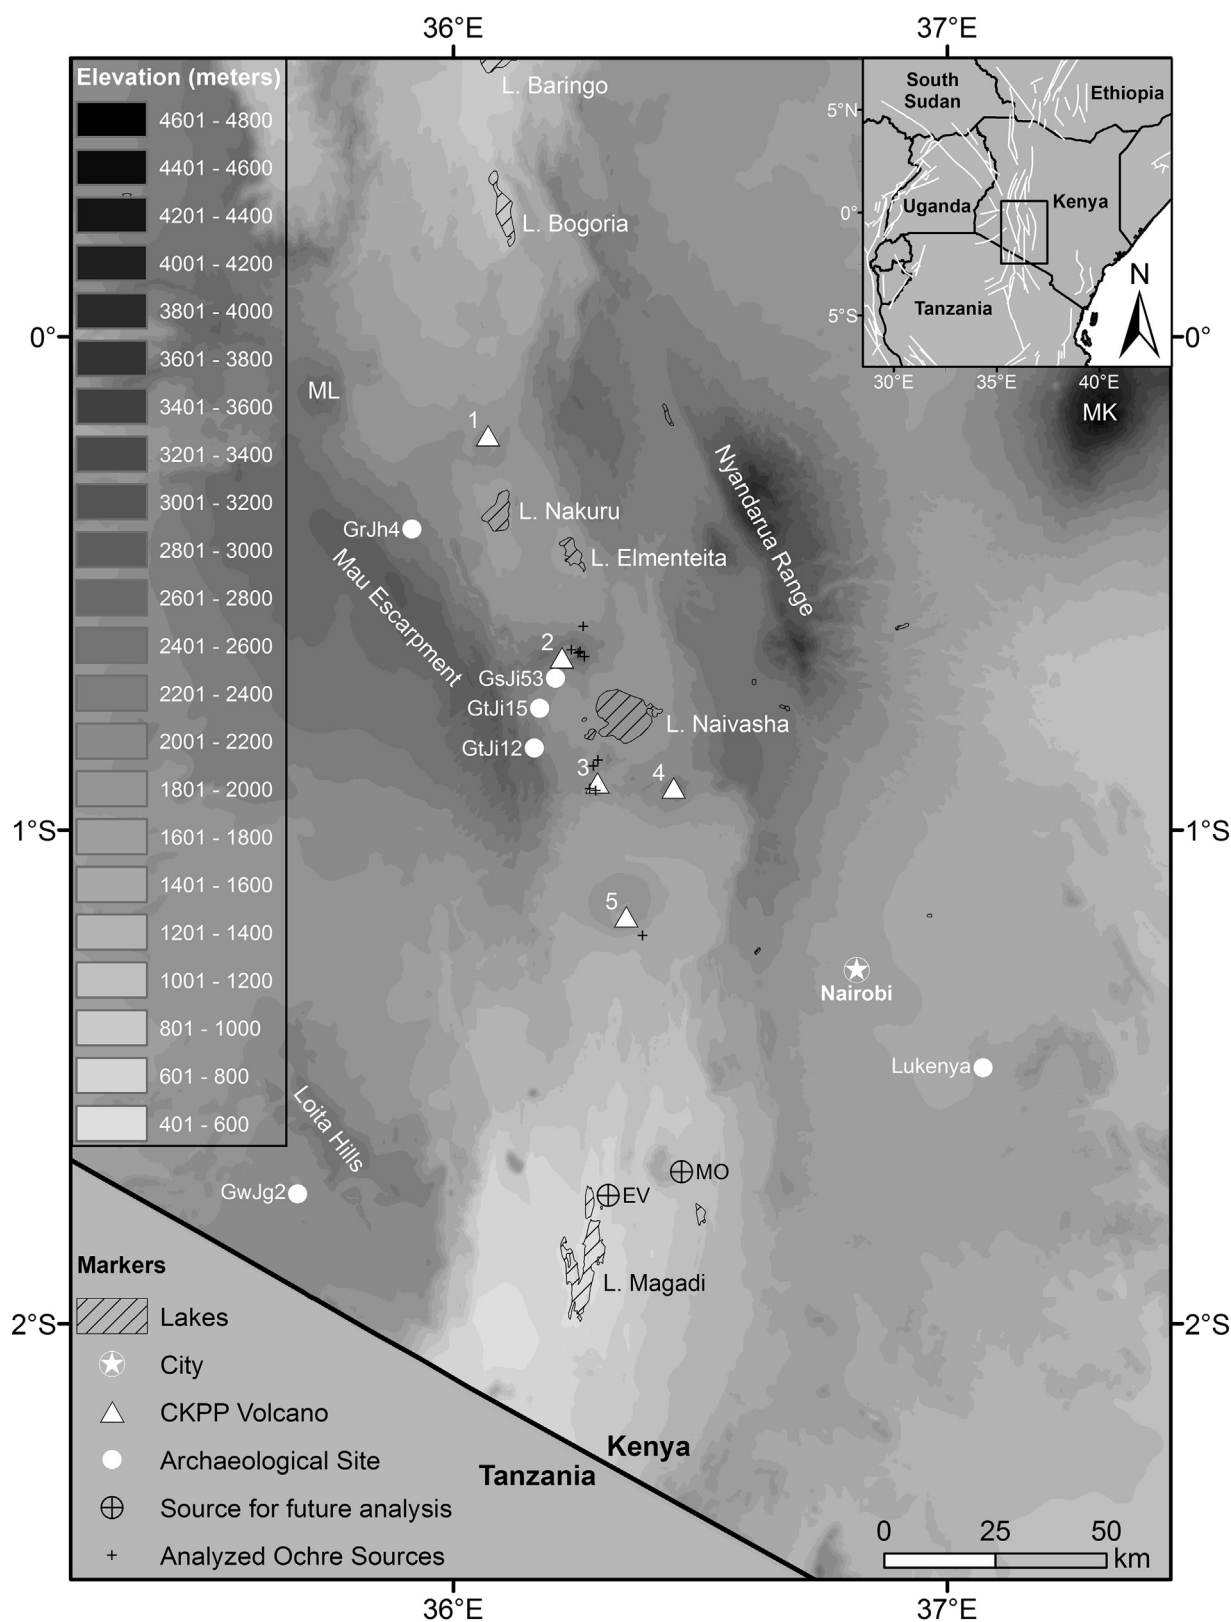 36°E
37°E
Elevation (meters)
4601 - 4800
4401 - 4600
4201 - 4400
4001 - 4200
3801 - 4000
3601 - 3800
3401 - 3600
3201 - 3400
3001 - 3200
2801 - 3000
2601 - 2800
2401 - 2600
2201 - 2400
2001 - 2200
1801 - 2000
1601 - 1800
1401 - 1600
1201 - 1400
1001 - 1200
801 - 1000
601 - 800
401 - 600
L. Baringo
L. Bogoria
South
Sudan
Ethiopia
5°N
Uganda
Kenya
0°
Tanzania
5°S
N
30°E
35°E
40°E
0°
0°
ML
MK
1
Nyandarua Range
L. Nakuru
GrJh4
L. Elmenteita
Mau Escarpment
2
GsJi53
GtJi15
L. Naivasha
GtJi12
3
4
1°S
1°S
5
Nairobi
Lukenya
Loita Hills
MO
GwJg2
EV
L. Magadi
2°S
2°S
Markers
Lakes
City
CKPP Volcano
Archaeological Site
Source for future analysis
Analyzed Ochre Sources
Kenya
Tanzania
0
25
50
km
36°E
37°E